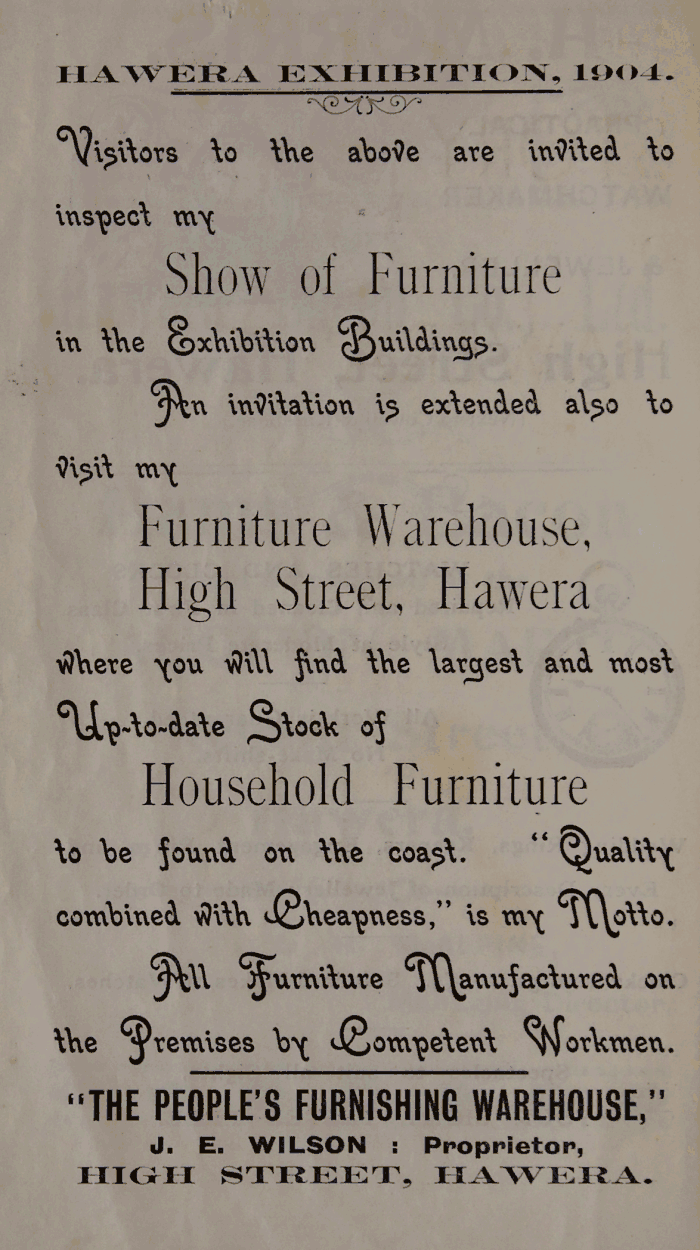 HAWERA EXHIBITION, 1904.
Visitors to the above are invited to
inspect my
Show of Furniture
in the Exhibition Buildings.
An invitation is extended also to
visit my
Furniture Warehouse,
High Street, Hawera
where you will find the largest and most
Up-to-date Stock of
Household Furniture
to be found on the coast. "Quality
combined with Cheapness," is my Motto.
All Furniture Manufactured on
the Premises by Competent Workmen.
"THE PEOPLE'S FURNISHING WAREHOUSE,"
J. E. WILSON : Proprietor,
HIGH STREET, HAWERA.